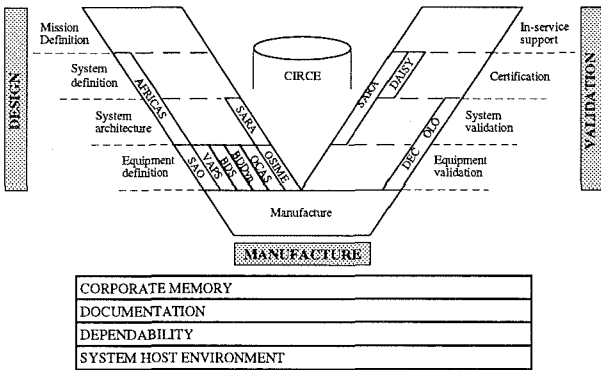 Mission
Definition
In-service
support
DESIGN
VALIDATION
System
definition
AFRICAS
CIRCE
SARA
DAISY
Certification
System
architecture
SARA
System
validation
Equipment
definition
SAO
VAPS
BDS
BDDyn
OCAS
OSIME
DEC
OLO
Equipment
validation
Manufacture
MANUFACTURE
CORPORATE MEMORY
DOCUMENTATION
DEPENDABILITY
SYSTEM HOST ENVIRONMENT